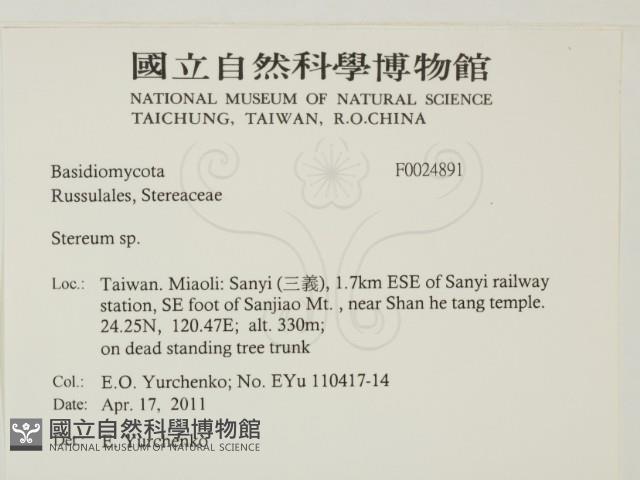 國立自然科學博物館
NATIONAL MUSEUM OF NATURAL SCIENCE
TAICHUNG, TAIWAN, R.O.CHINA
Basidiomycota F0024891
Russulales, Stereaceae
Stereum sp.
Loc.: Taiwan. Miaoli: Sanyi (三義), 1.7km ESE of Sanyi railway
station, SE foot of Sanjiao Mt. , near Shan he tang temple.
24.25N, 120.47E; alt. 330m;
on dead standing tree trunk
Col.: E.O. Yurchenko; No. EYu 110417-14
Date: Apr. 17, 2011
Det.: E. Yurchenko
國立自然科學博物館
NATIONAL MUSEUM OF NATURAL SCIENCE